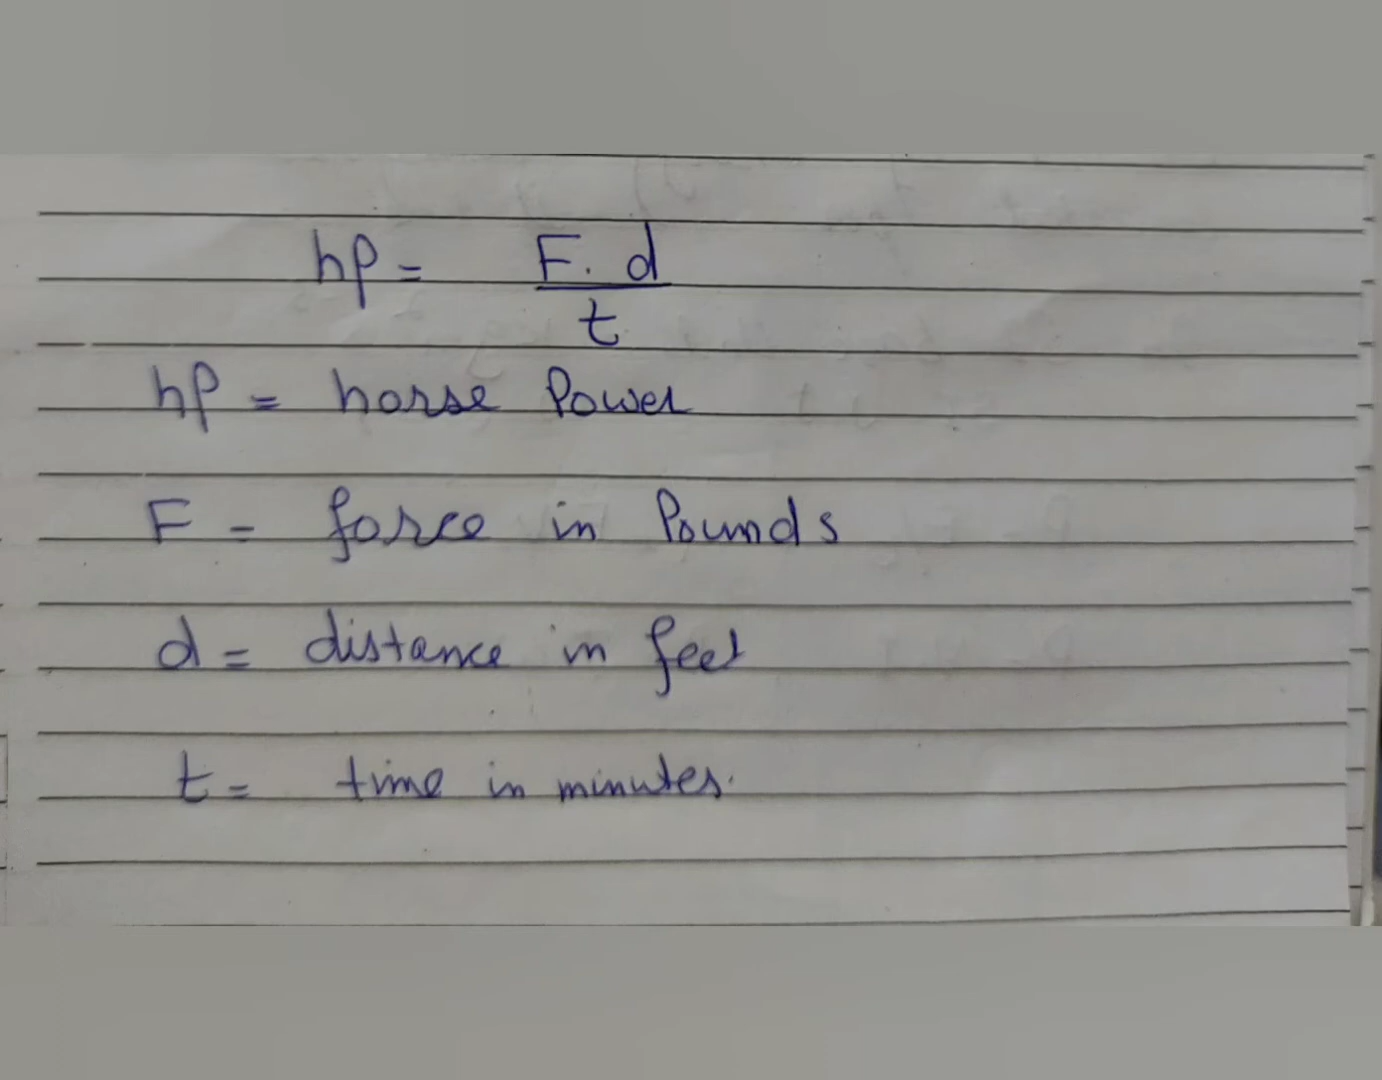 hp = F. d / t
hp = horse Power
F = force in Pounds
d = distance in feet
t = time in minutes.